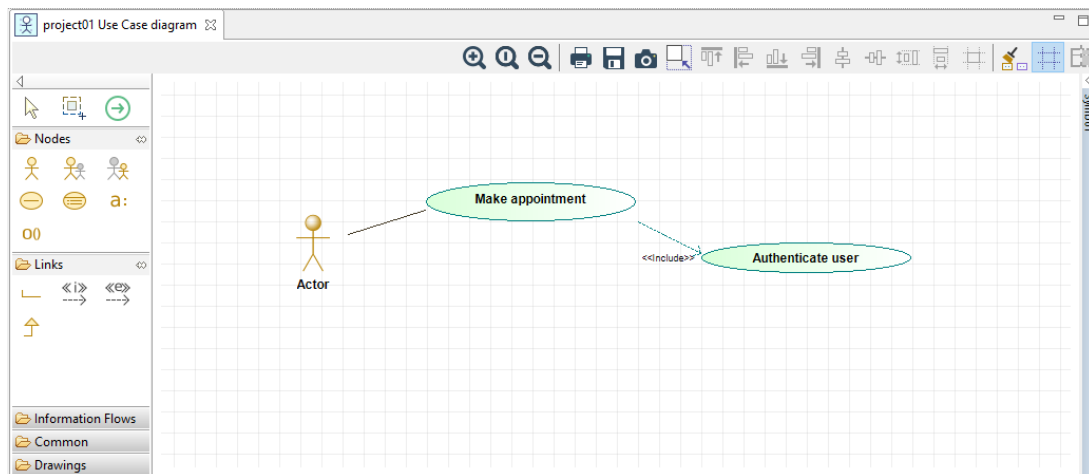 project01 Use Case diagram
Nodes
a:
o()
Links
«i»
«e»
Information Flows
Common
Drawings
Make appointment
<<Include>>
Authenticate user
Actor